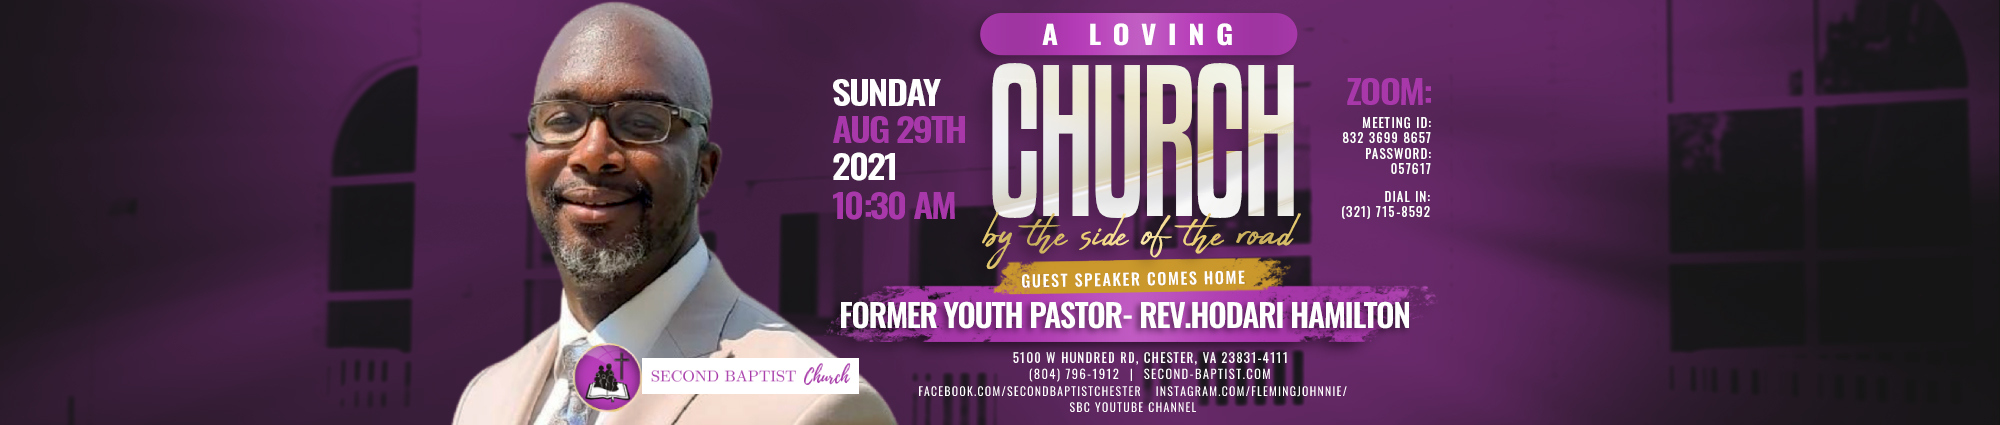 A LOVING
CHURCH
by the side of the road
SUNDAY
AUG 29TH
2021
10:30 AM
ZOOM:
MEETING ID:
832 3699 8657
PASSWORD:
057617
DIAL IN:
(321) 715-8592
GUEST SPEAKER COMES HOME
FORMER YOUTH PASTOR- REV.HODARI HAMILTON
SECOND BAPTIST Church
5100 W HUNDRED RD, CHESTER, VA 23831-4111
(804) 796-1912 | SECOND-BAPTIST.COM
FACEBOOK.COM/SECONDBAPTISTCHESTER INSTAGRAM.COM/FLEMINGJOHNNIE/
SBC YOUTUBE CHANNEL